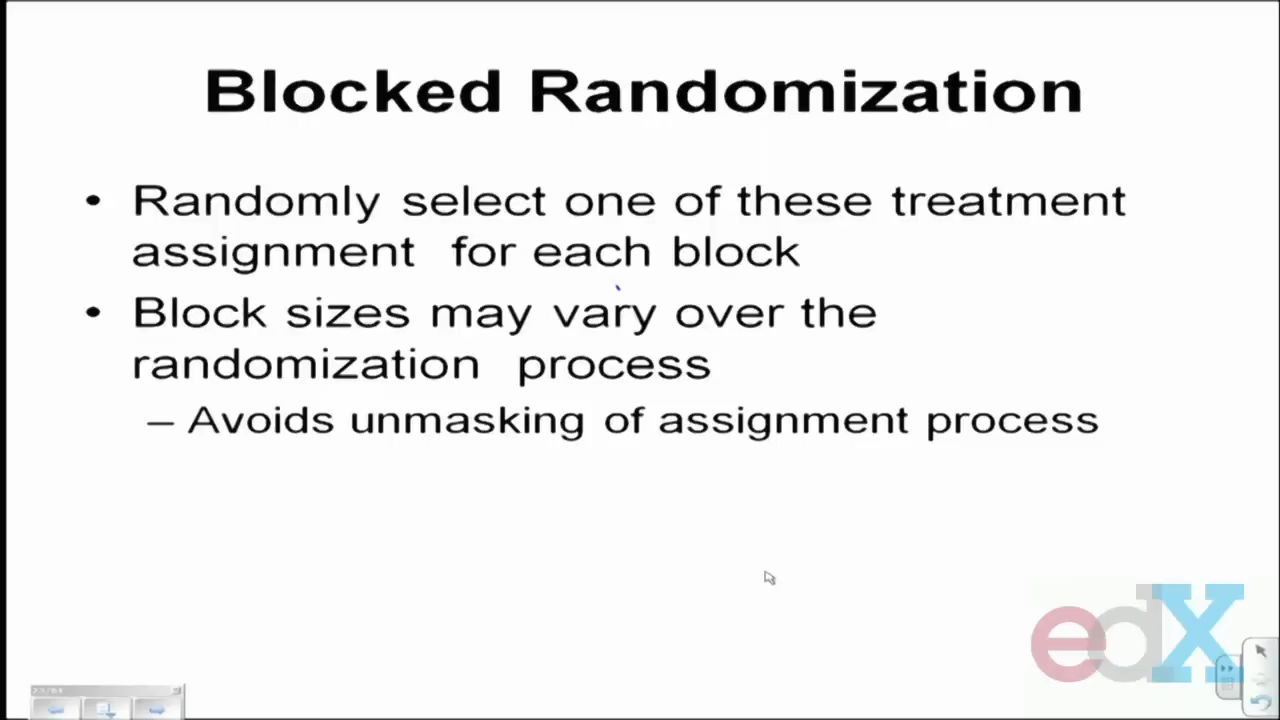 Blocked Randomization
• Randomly select one of these treatment
assignment for each block
• Block sizes may vary over the
randomization process
– Avoids unmasking of assignment process
edX